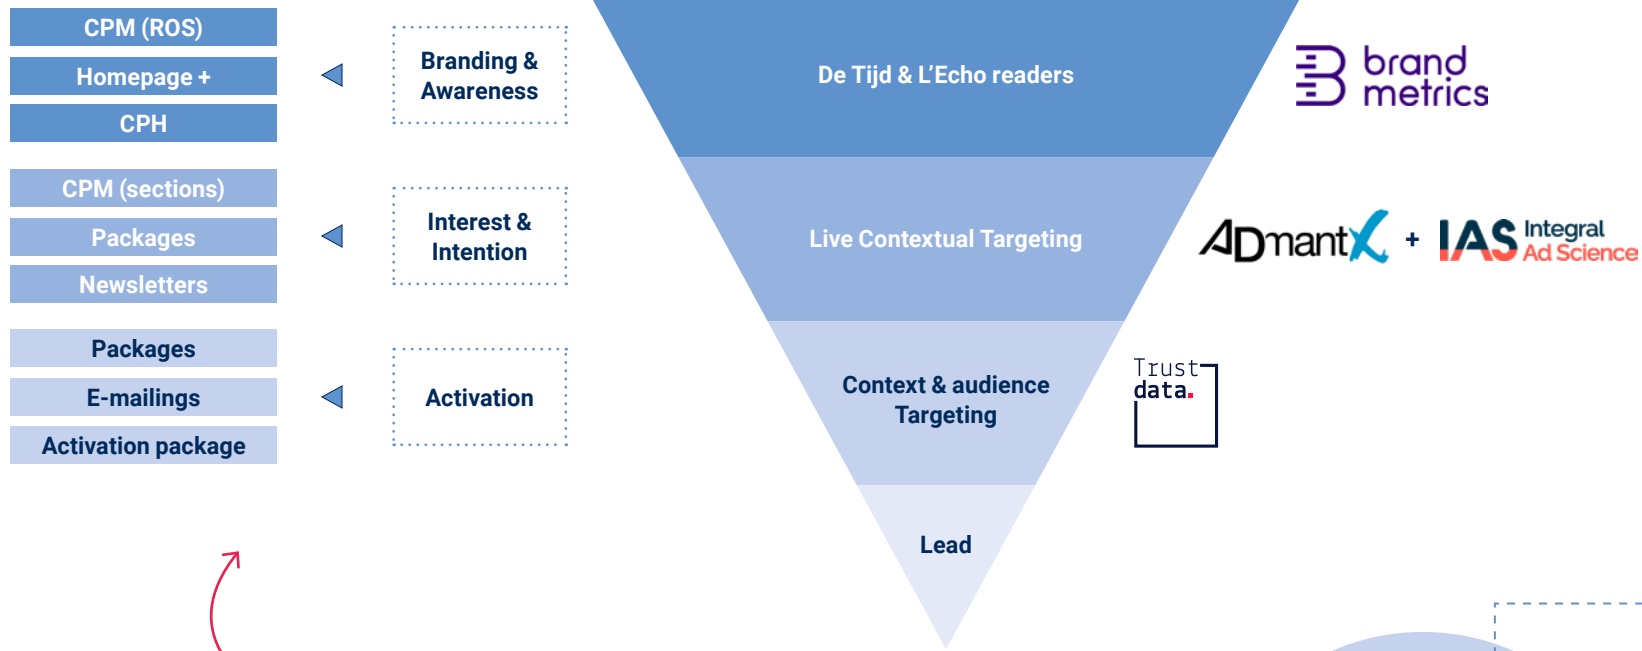 CPM (ROS)
Homepage +
CPH
Branding &
Awareness
De Tijd & L'Echo readers
brand
metrics
CPM (sections)
Packages
Newsletters
Interest &
Intention
Live Contextual Targeting
ADmantX
+
IAS Integral
Ad Science
Packages
E-mailings
Activation package
Activation
Context & audience
Targeting
Trust
data.
Lead